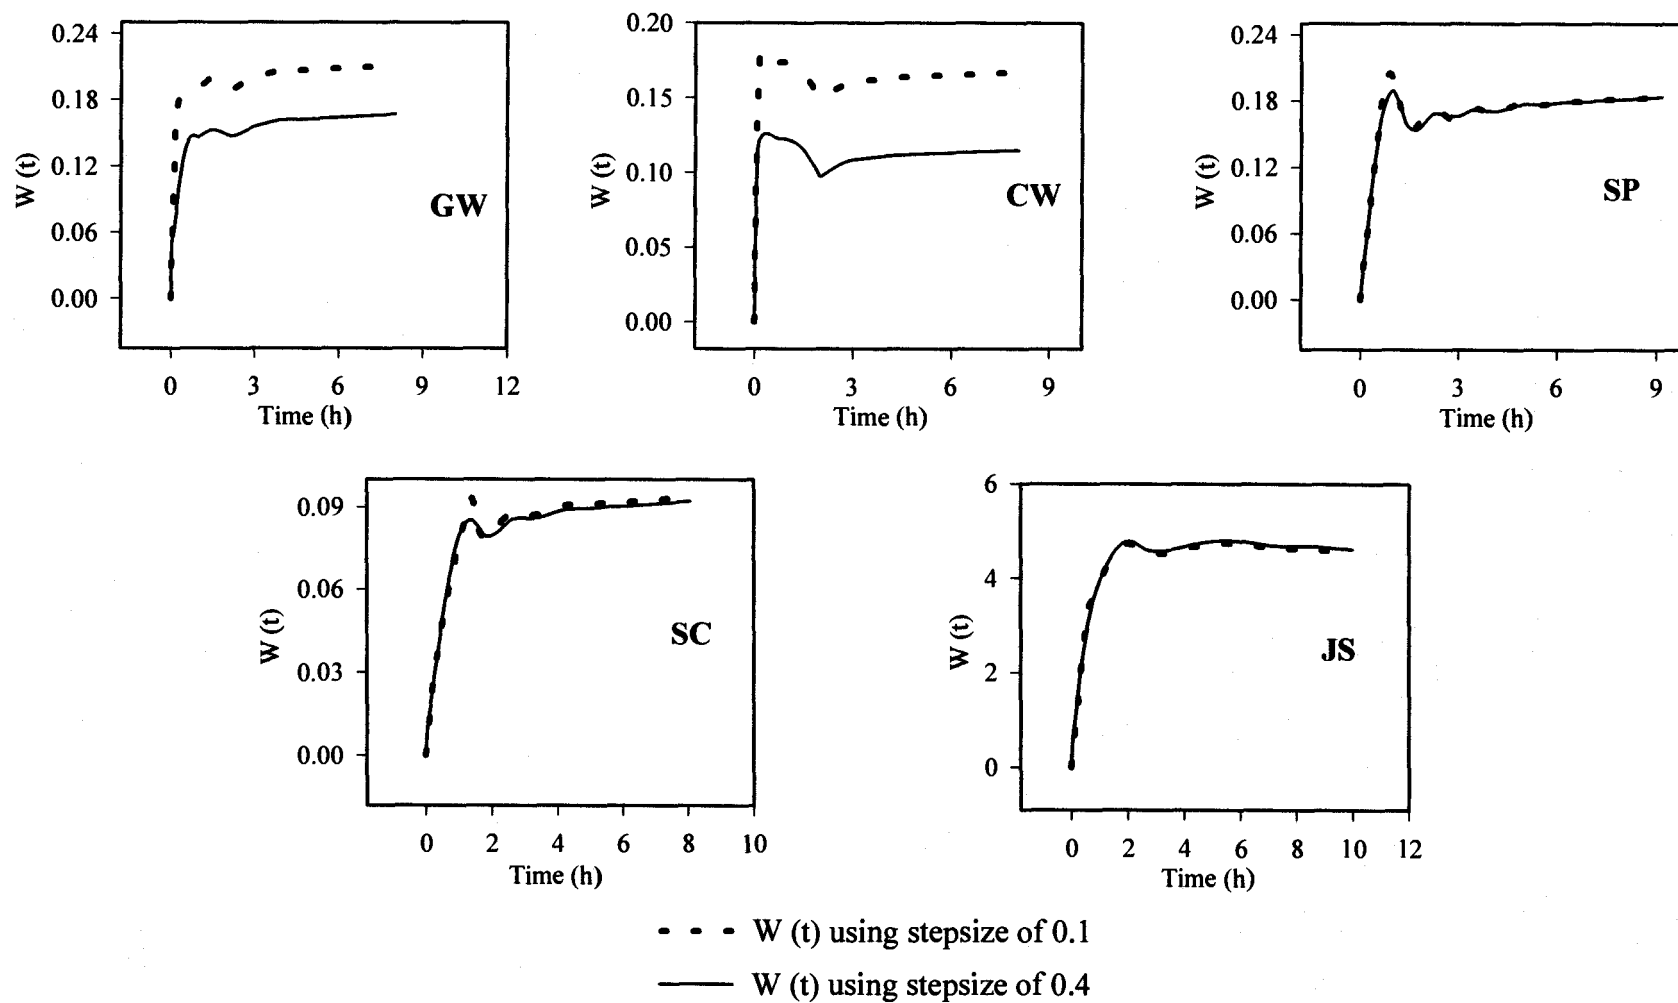 0.24
0.18
0.12
0.06
0.00
W (t)
GW
0 3 6 9 12
Time (h)
0.20
0.15
0.10
0.05
0.00
W (t)
CW
0 3 6 9
Time (h)
0.24
0.18
0.12
0.06
0.00
W (t)
SP
0 3 6 9
Time (h)
0.09
0.06
0.03
0.00
W (t)
SC
0 2 4 6 8 10
Time (h)
6
4
2
0
W (t)
JS
0 2 4 6 8 10 12
Time (h)
W (t) using stepsize of 0.1
W (t) using stepsize of 0.4